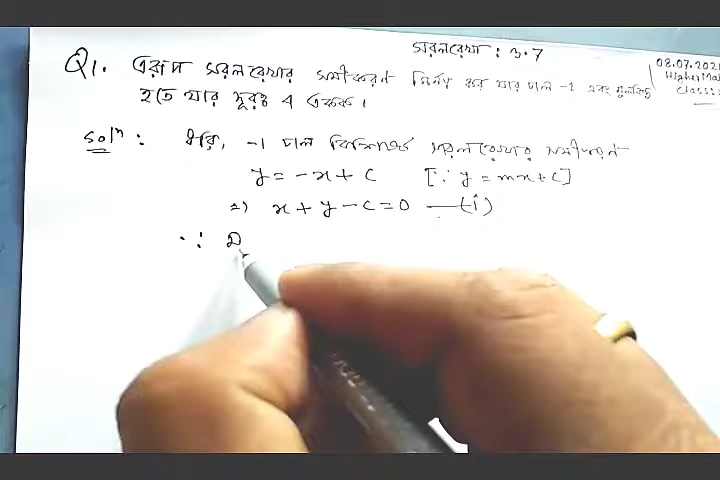 সরলরেখা : ৩.7
08.07.2021
Higher Math
Class:
Q1. এরূপ সরলরেখার সমীকরণ নির্ণয় কর যার ঢাল -1 এবং মূলবিন্দু
হতে যার দূরত্ব 4 একক।
Solⁿ : ধরি, -1 ঢাল বিশিষ্ট সরলরেখার সমীকরণ
y = -x + c [∵ y = mx + c]
⇒ x + y - c = 0 —(i)
∴